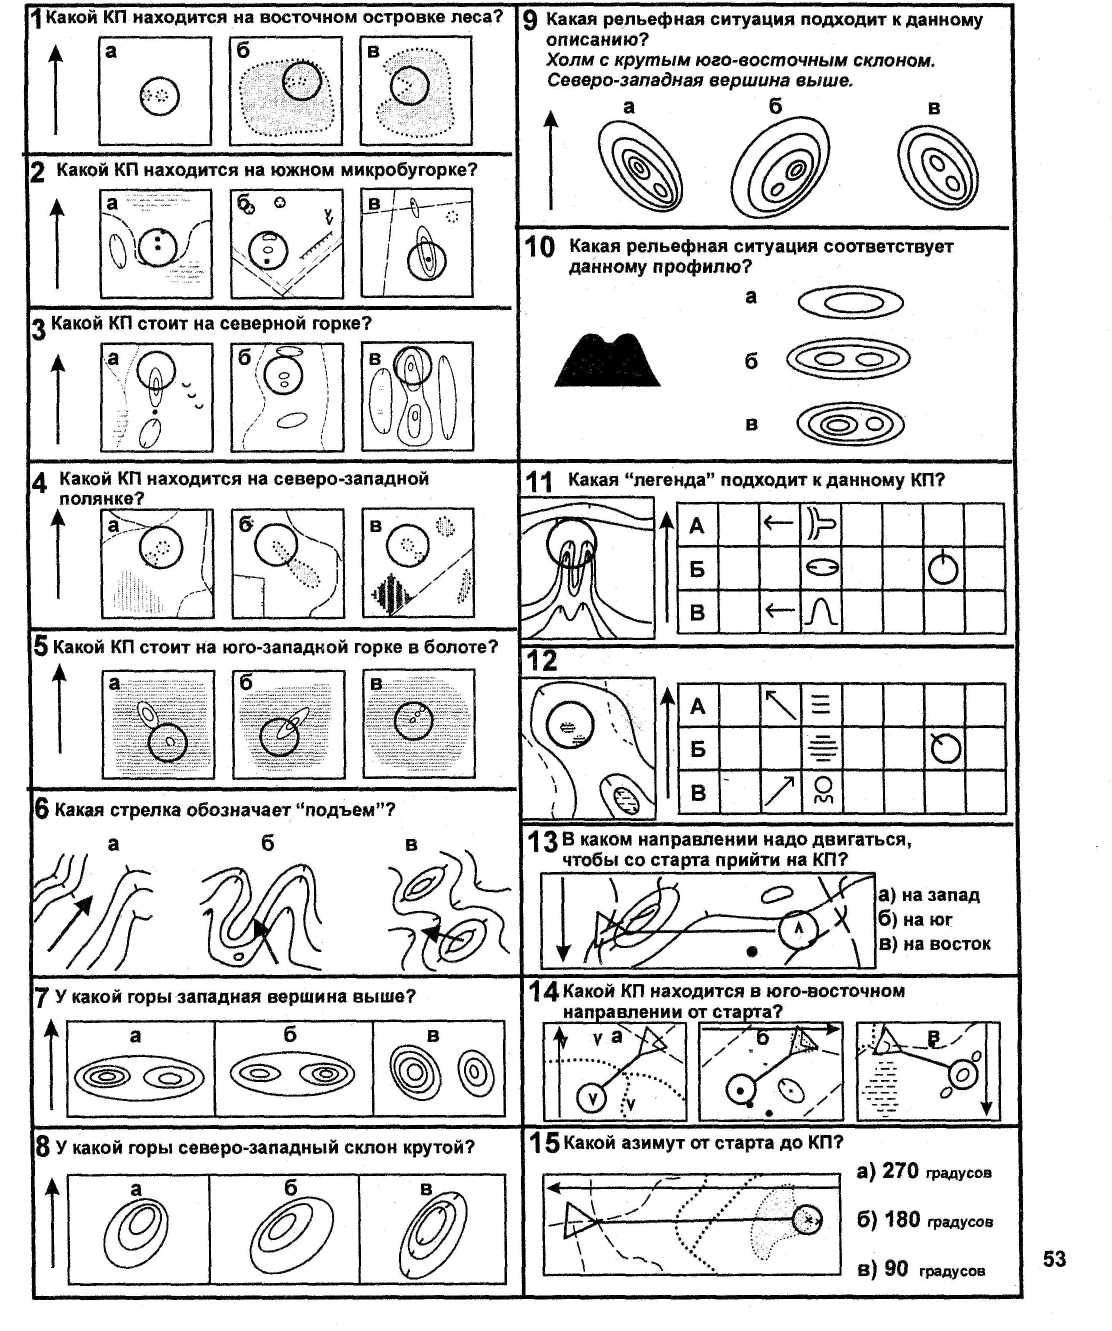 1 Какой КП находится на восточном островке леса?
а б в
2 Какой КП находится на южном микробугорке?
а б в
3 Какой КП стоит на северной горке?
а б в
4 Какой КП находится на северо-западной
полянке?
а б в
5 Какой КП стоит на юго-западной горке в болоте?
а б в
6 Какая стрелка обозначает “подъем”?
а б в
7 У какой горы западная вершина выше?
а б в
8 У какой горы северо-западный склон крутой?
а б в
9 Какая рельефная ситуация подходит к данному
описанию?
Холм с крутым юго-восточным склоном.
Северо-западная вершина выше.
а б в
10 Какая рельефная ситуация соответствует
данному профилю?
а
б
в
11 Какая “легенда” подходит к данному КП?
А
Б
В
12
А
Б
В
13 В каком направлении надо двигаться,
чтобы со старта прийти на КП?
а) на запад
б) на юг
в) на восток
14 Какой КП находится в юго-восточном
направлении от старта?
а б в
15 Какой азимут от старта до КП?
а) 270 градусов
б) 180 градусов
в) 90 градусов
53